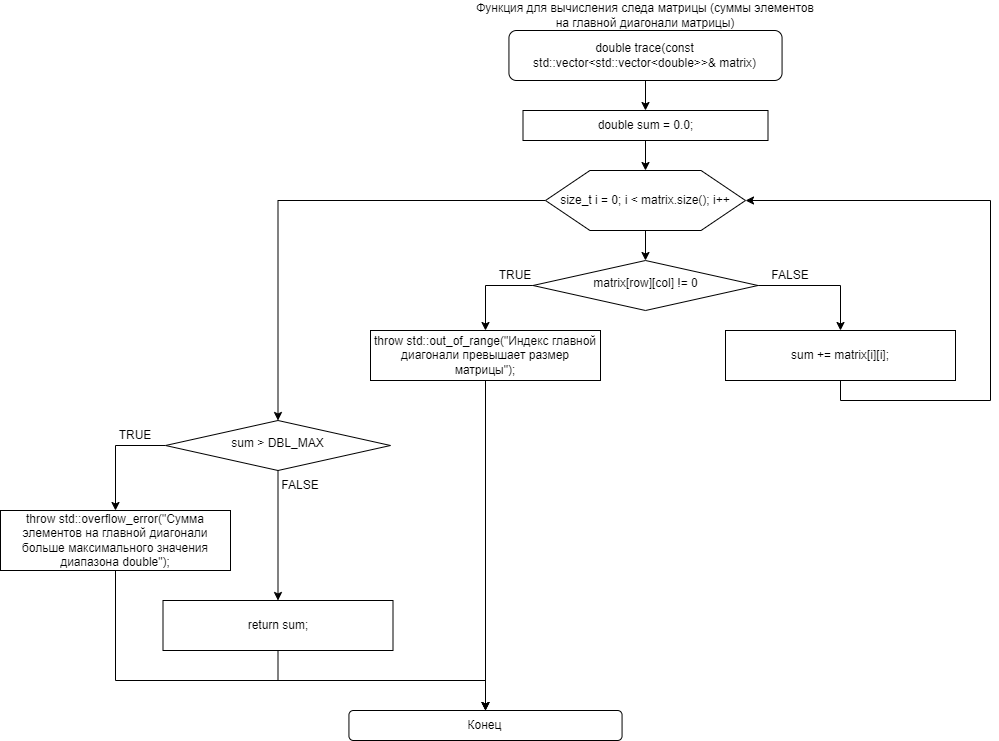 Функция для вычисления следа матрицы (суммы элементов
на главной диагонали матрицы)
double trace(const
std::vector<std::vector<double>>& matrix)
double sum = 0.0;
size_t i = 0; i < matrix.size(); i++
matrix[row][col] != 0
TRUE
FALSE
throw std::out_of_range("Индекс главной
диагонали превышает размер
матрицы");
sum += matrix[i][i];
sum > DBL_MAX
TRUE
FALSE
throw std::overflow_error("Сумма
элементов на главной диагонали
больше максимального значения
диапазона double");
return sum;
Конец